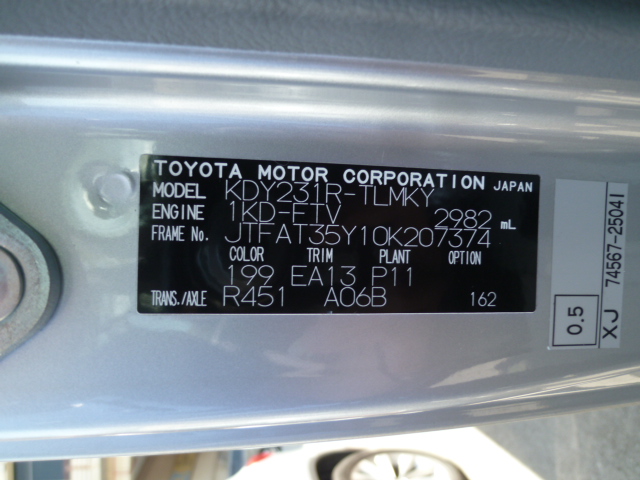 TOYOTA MOTOR CORPORATION JAPAN
MODEL KDY231R-TLMKY
ENGINE 1KD-FTV 2982 mL
FRAME No. JTFAT35Y10K207374
COLOR TRIM PLANT OPTION
199 EA13 P11
TRANS./AXLE R451 A06B 162
0.5
XJ 74567-25041